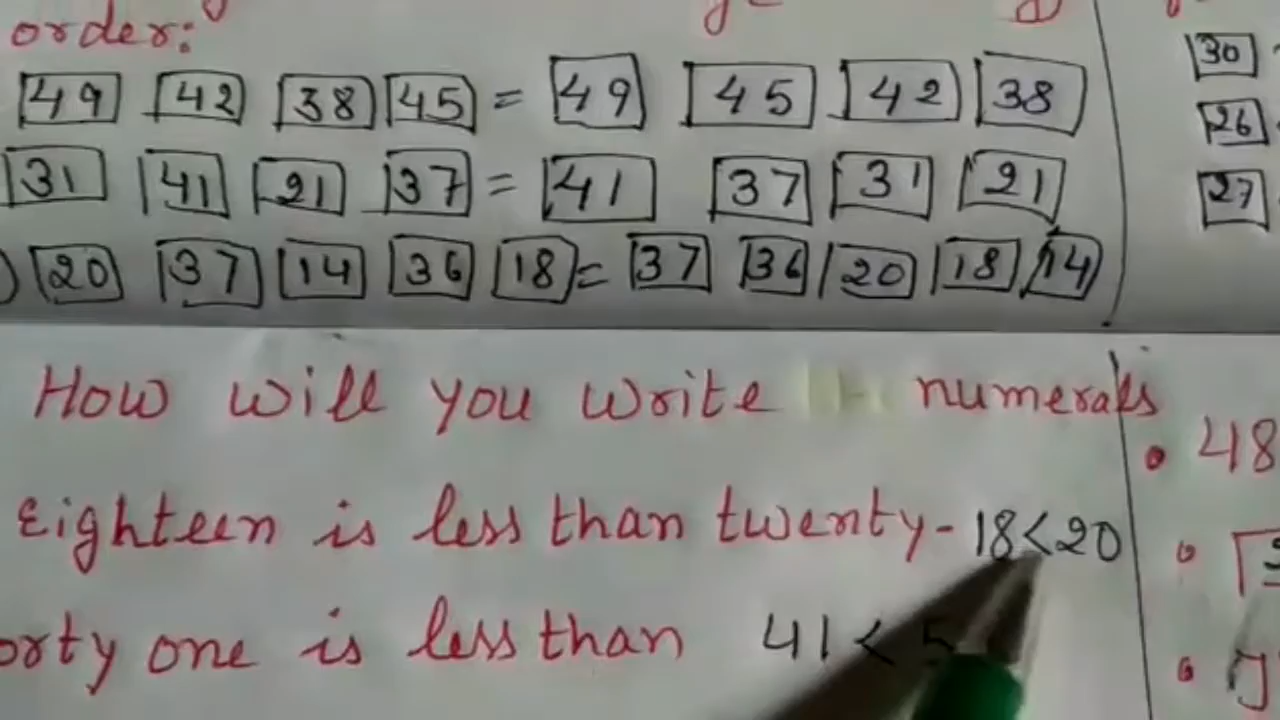 order:
49 42 38 45 = 49 45 42 38
31 41 21 37 = 41 37 31 21
) 20 37 14 36 18 = 37 36 20 18 14
How will you write numerals
Eighteen is less than twenty - 18 < 20
orty one is less than 41 < 5
30
26
27
• 48